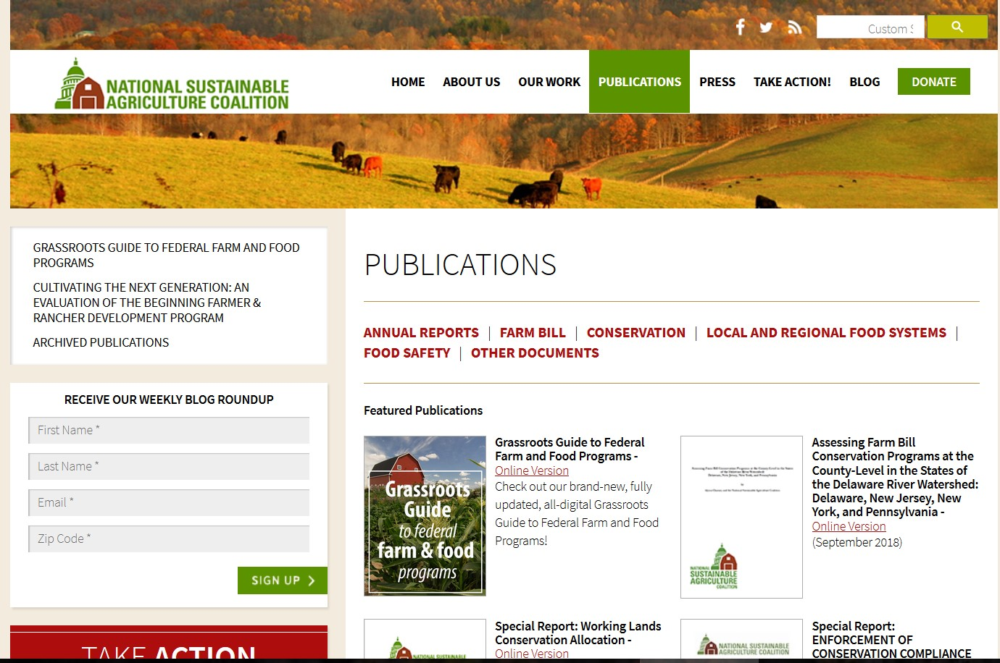 Custom S
NATIONAL SUSTAINABLE
AGRICULTURE COALITION
HOME ABOUT US OUR WORK PUBLICATIONS PRESS TAKE ACTION! BLOG DONATE
GRASSROOTS GUIDE TO FEDERAL FARM AND FOOD
PROGRAMS
CULTIVATING THE NEXT GENERATION: AN
EVALUATION OF THE BEGINNING FARMER &
RANCHER DEVELOPMENT PROGRAM
ARCHIVED PUBLICATIONS
RECEIVE OUR WEEKLY BLOG ROUNDUP
First Name *
Last Name *
Email *
Zip Code *
SIGN UP
TAKE ACTION
PUBLICATIONS
ANNUAL REPORTS | FARM BILL | CONSERVATION | LOCAL AND REGIONAL FOOD SYSTEMS |
FOOD SAFETY | OTHER DOCUMENTS
Featured Publications
Grassroots
Guide
to federal
farm & food
programs
Grassroots Guide to Federal
Farm and Food Programs -
Online Version
Check out our brand-new, fully
updated, all-digital Grassroots
Guide to Federal Farm and Food
Programs!
NATIONAL
SUSTAINABLE
AGRICULTURE
COALITION
Assessing Farm Bill
Conservation Programs at the
County-Level in the States of
the Delaware River Watershed:
Delaware, New Jersey, New
York, and Pennsylvania -
Online Version
(September 2018)
Special Report: Working Lands
Conservation Allocation -
Online Version
NATIONAL SUSTAINABLE
Special Report:
ENFORCEMENT OF
CONSERVATION COMPLIANCE